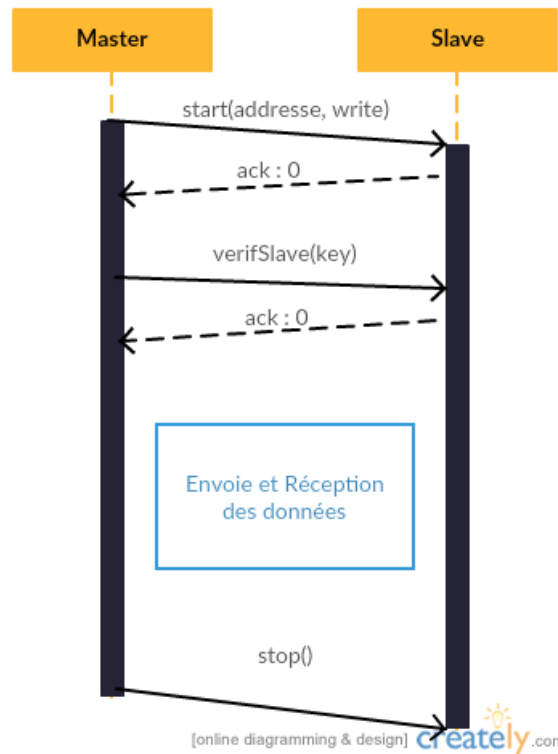 Master
Slave
start(addresse, write)
ack : 0
verifSlave(key)
ack : 0
Envoie et Réception
des données
stop()
[online diagramming & design] creately.com